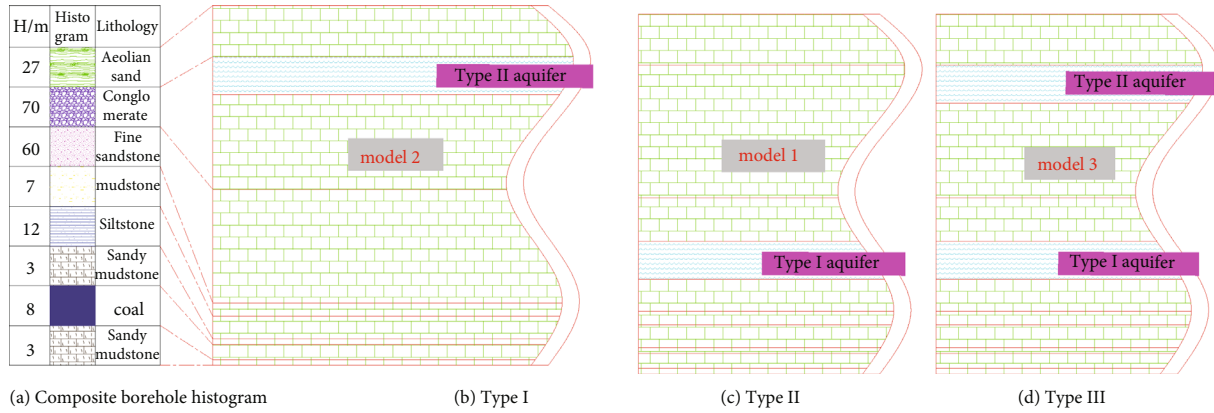 H/m
Histo
gram
Lithology
27
Aeolian
sand
70
Conglo
merate
60
Fine
sandstone
7
mudstone
12
Siltstone
3
Sandy
mudstone
8
coal
3
Sandy
mudstone
(a) Composite borehole histogram
Type II aquifer
model 2
(b) Type I
model 1
Type I aquifer
(c) Type II
Type II aquifer
model 3
Type I aquifer
(d) Type III